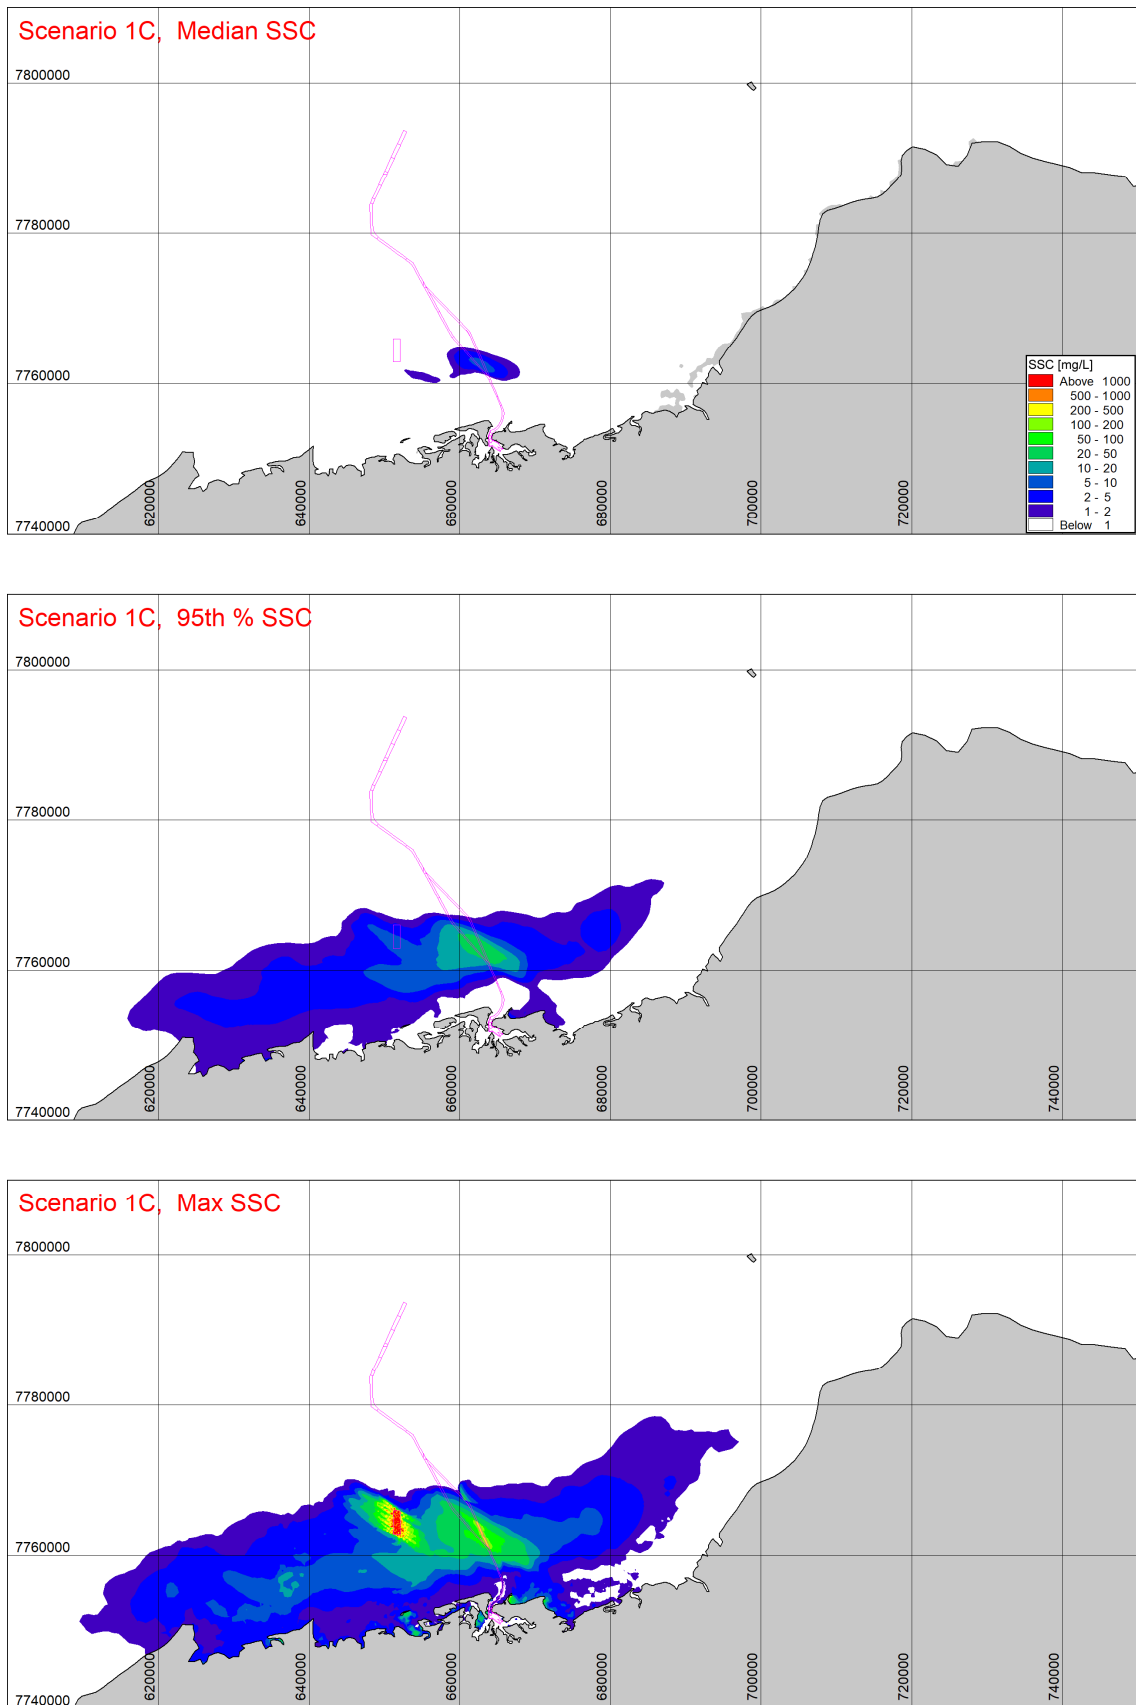 Scenario 1C, Median SSC
7800000
7780000
7760000
7740000
620000
640000
660000
680000
700000
720000
SSC [mg/L]
Above 1000
500 - 1000
200 - 500
100 - 200
50 - 100
20 - 50
10 - 20
5 - 10
2 - 5
1 - 2
Below 1
Scenario 1C, 95th % SSC
7800000
7780000
7760000
7740000
620000
640000
660000
680000
700000
720000
740000
Scenario 1C, Max SSC
7800000
7780000
7760000
7740000
620000
640000
660000
680000
700000
720000
740000